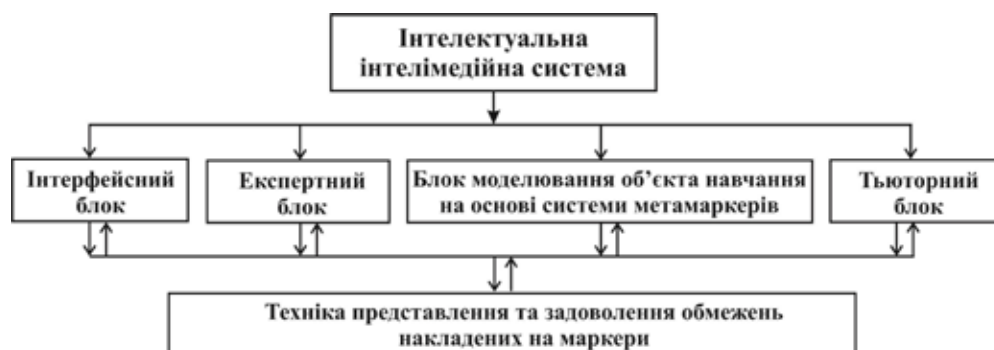 Інтелектуальна
інтелімедійна система
Інтерфейсний
блок
Експертний
блок
Блок моделювання об’єкта навчання
на основі системи метамаркерів
Тьюторний
блок
Техніка представлення та задоволення обмежень
накладених на маркери